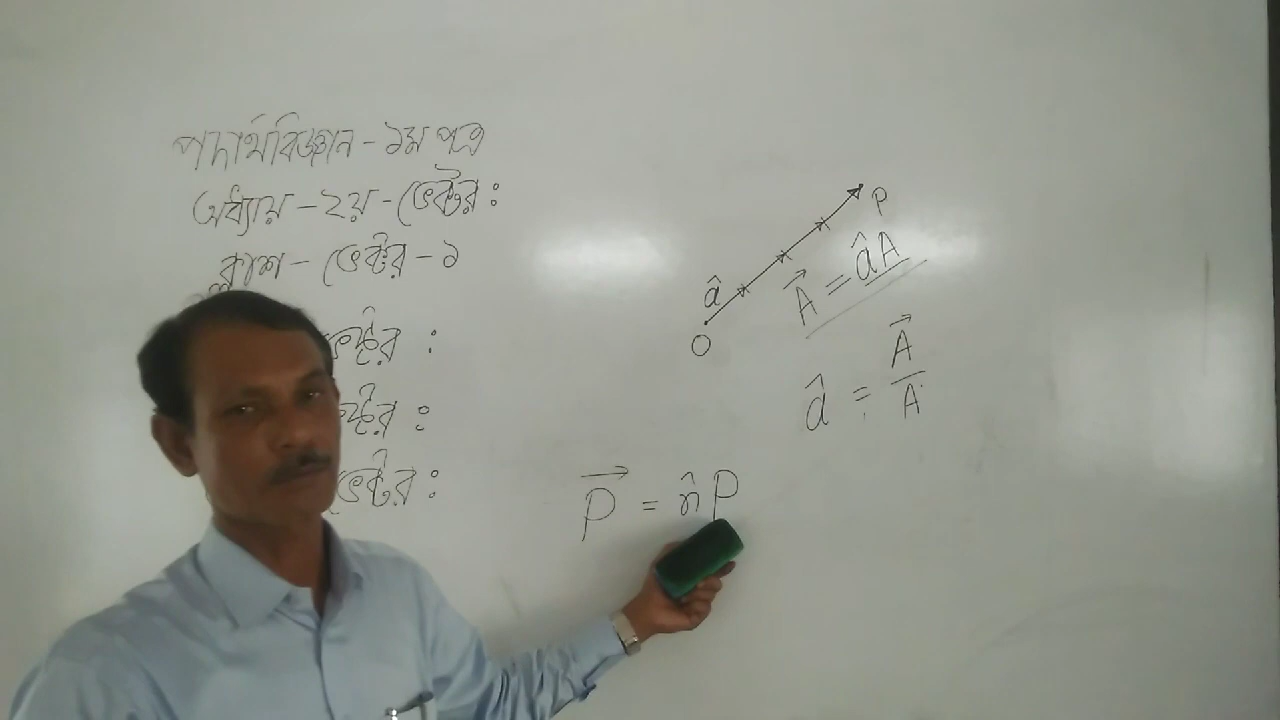 পদার্থবিজ্ঞান - ১ম পত্র
অধ্যায় - ২য় - ভেক্টর :
ক্লাশ - ভেক্টর - ১
ভেক্টর :
ভেক্টর :
ভেক্টর :
P
â
O
A⃗ = âA
â = A⃗/A
P⃗ = n̂P